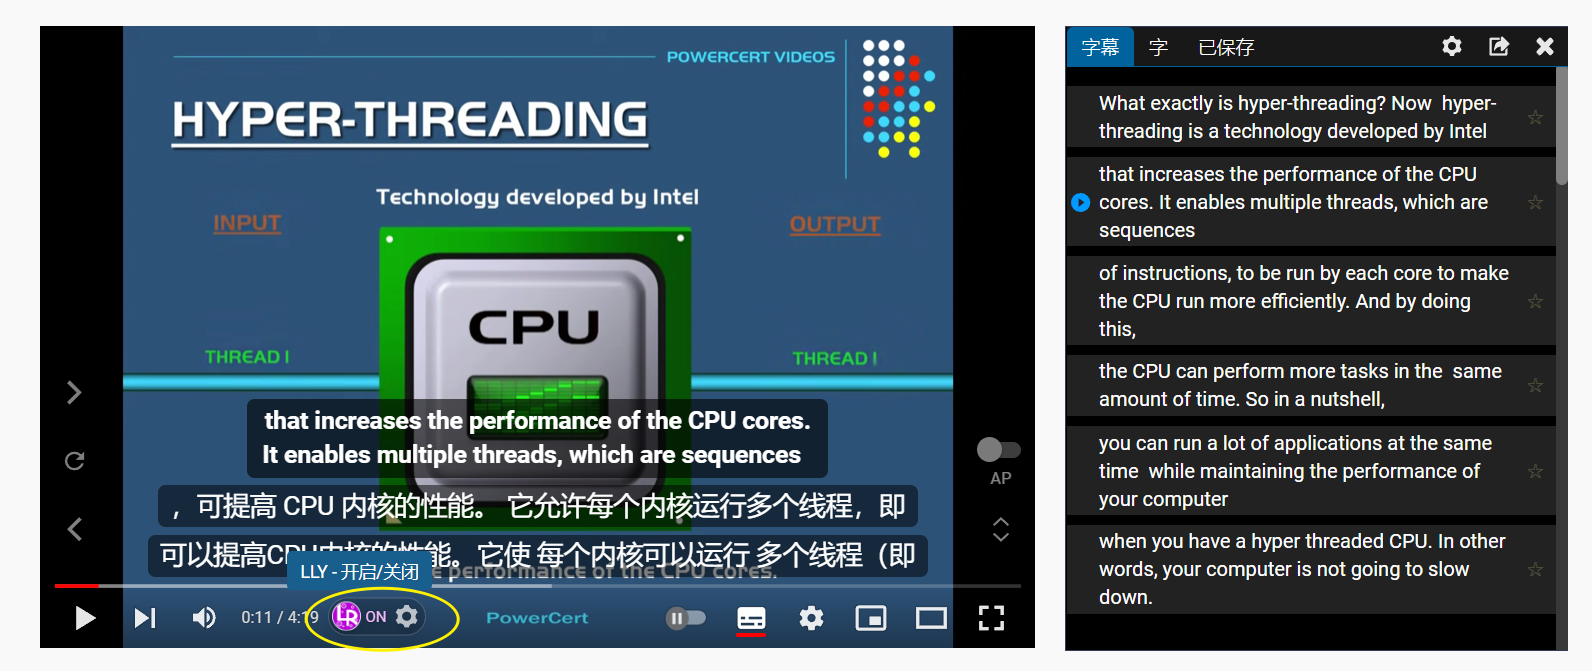 POWERCERT VIDEOS
HYPER-THREADING
Technology developed by Intel
INPUT
OUTPUT
CPU
THREAD 1
THREAD 1
that increases the performance of the CPU cores.
It enables multiple threads, which are sequences
，可提高 CPU 内核的性能。 它允许每个内核运行多个线程，即
可以提高CPU内核的性能。它使 每个内核可以运行 多个线程（即
LLY - 开启/关闭
e performance of the CPU cores.
AP
0:11 / 4:19
LR
ON
PowerCert
字幕
字
已保存
What exactly is hyper-threading? Now hyper-
threading is a technology developed by Intel
that increases the performance of the CPU
cores. It enables multiple threads, which are
sequences
of instructions, to be run by each core to make
the CPU run more efficiently. And by doing
this,
the CPU can perform more tasks in the same
amount of time. So in a nutshell,
you can run a lot of applications at the same
time while maintaining the performance of
your computer
when you have a hyper threaded CPU. In other
words, your computer is not going to slow
down.